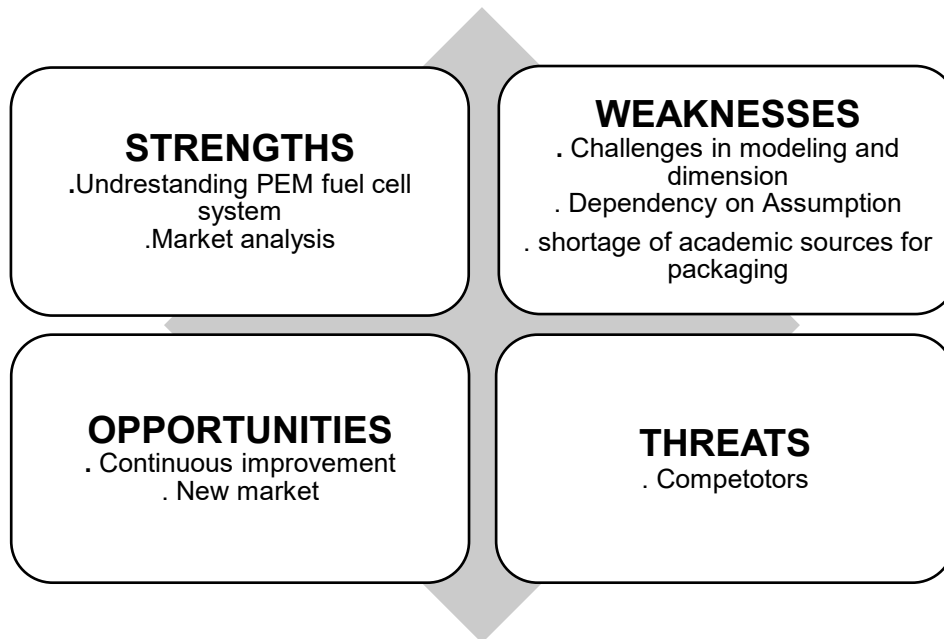 STRENGTHS
.Undrestanding PEM fuel cell
system
.Market analysis
WEAKNESSES
. Challenges in modeling and
dimension
. Dependency on Assumption
. shortage of academic sources for
packaging
OPPORTUNITIES
. Continuous improvement
. New market
THREATS
. Competotors